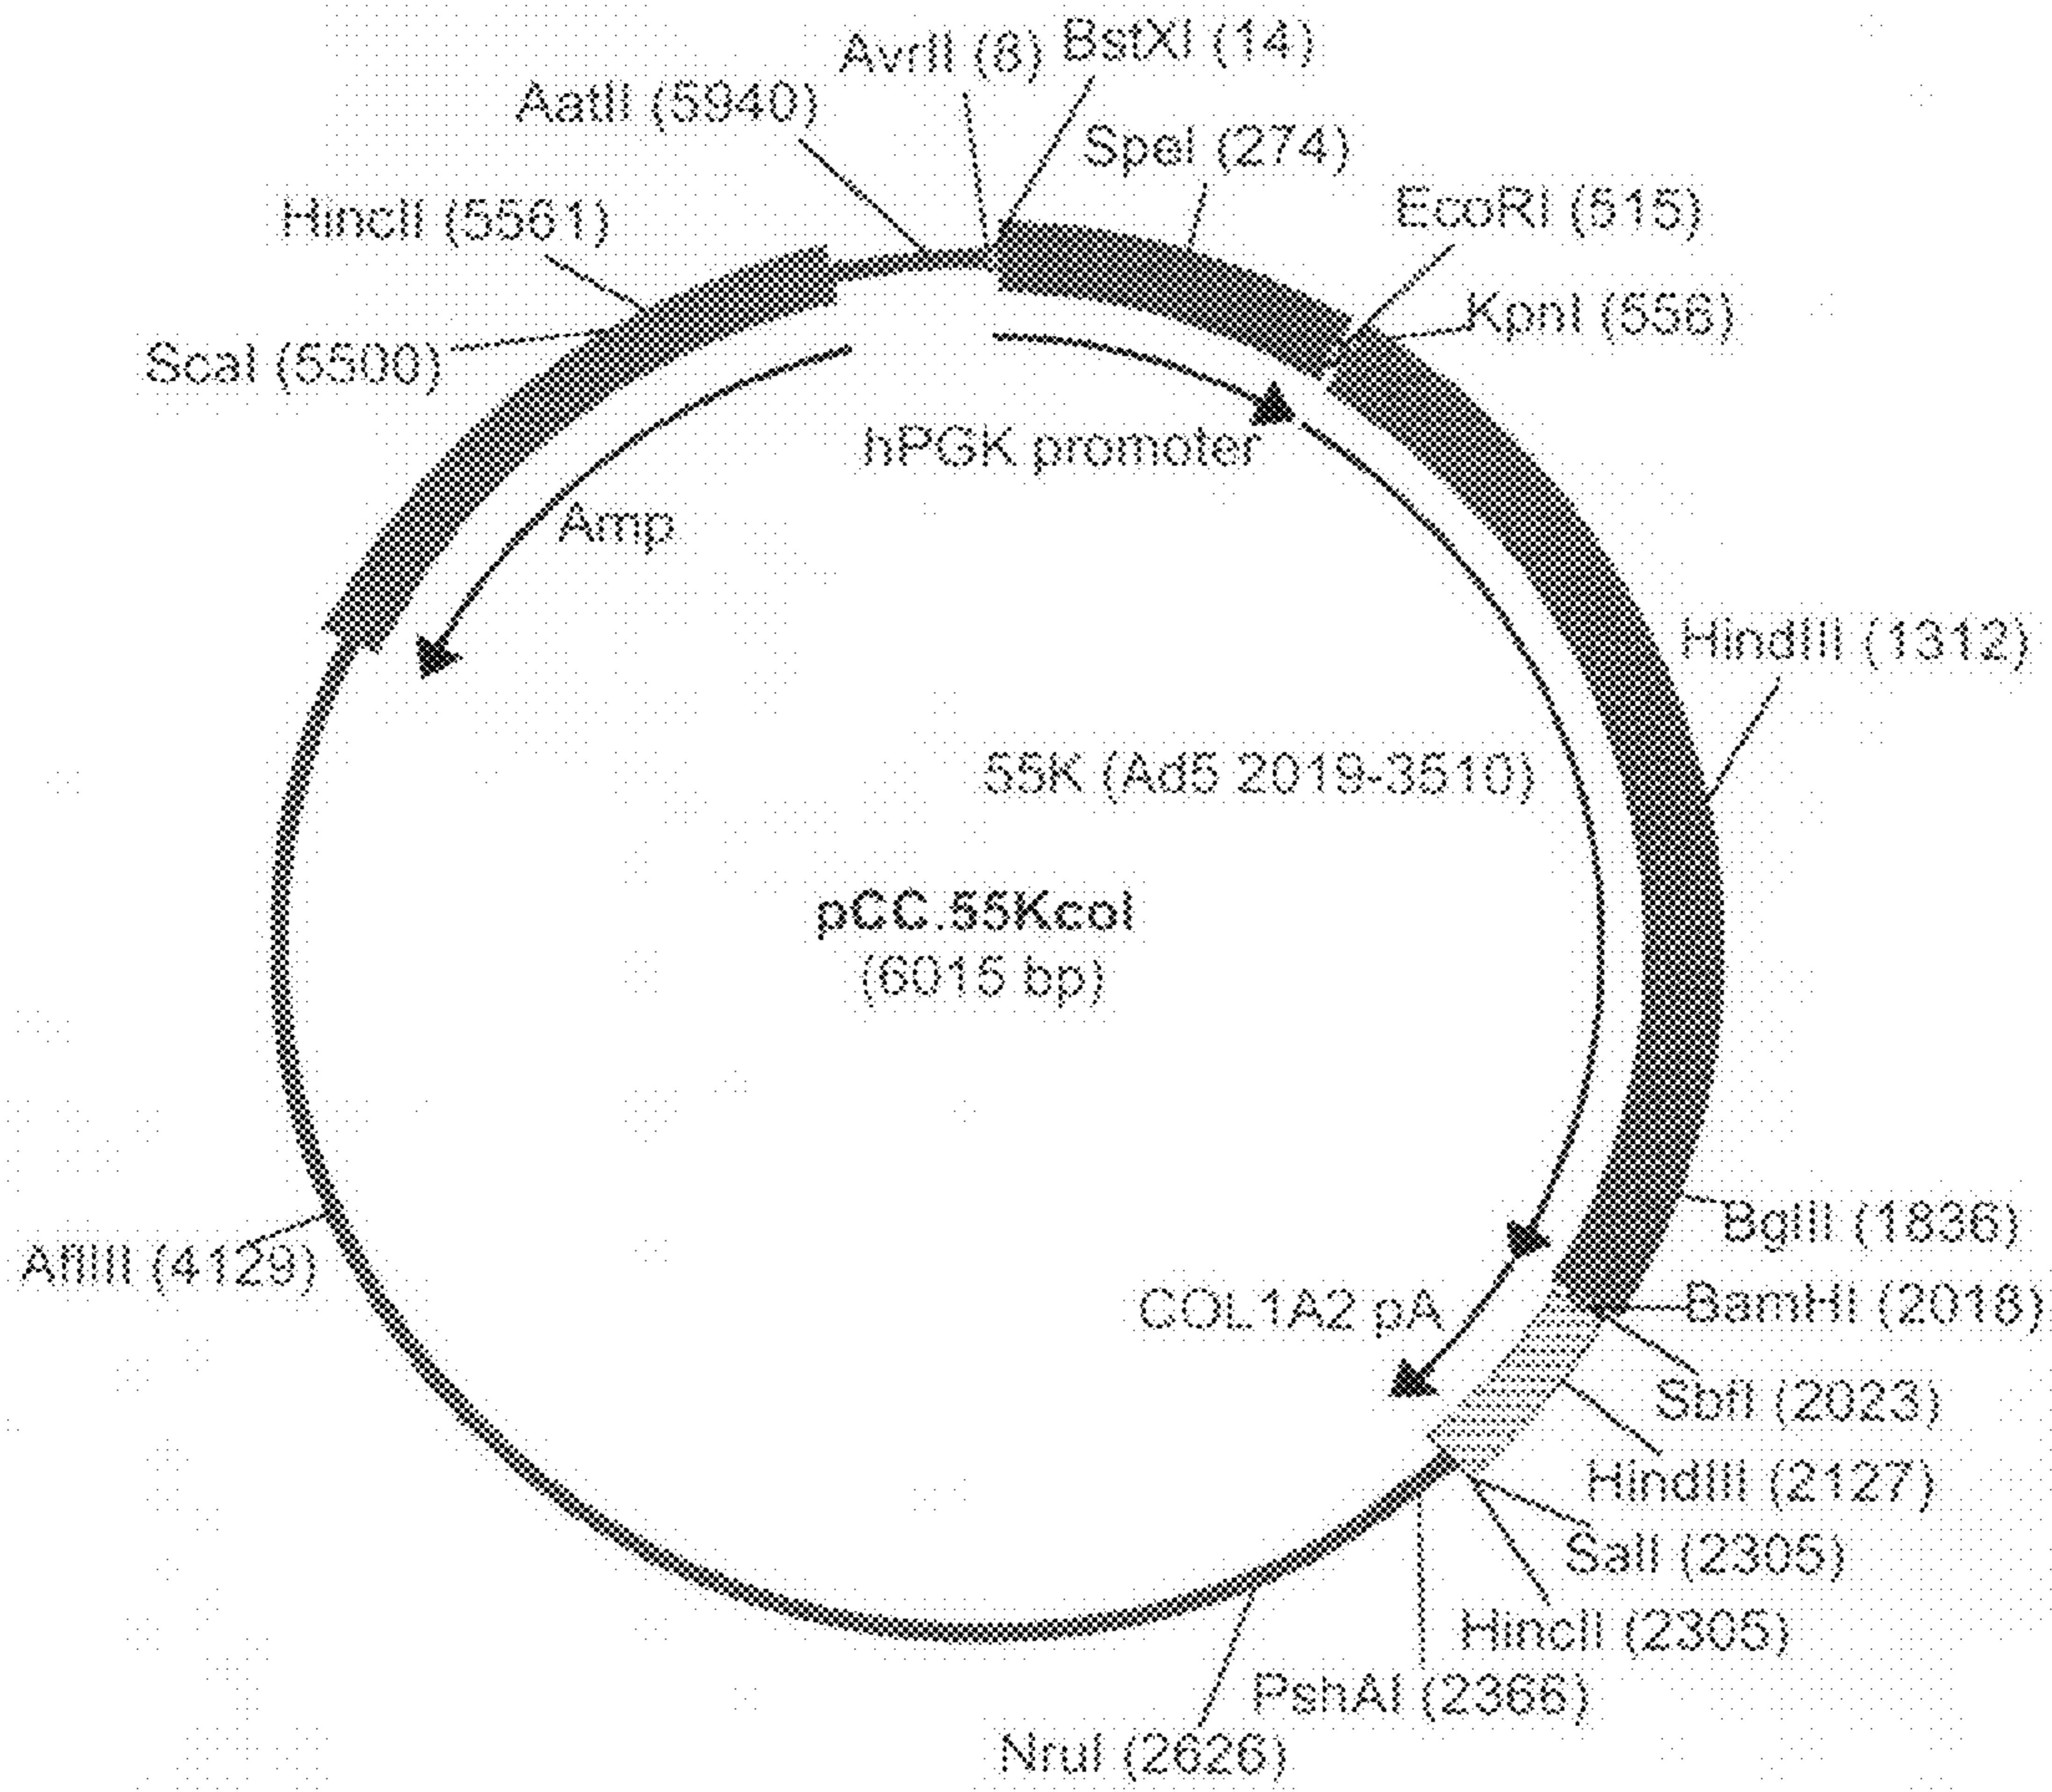 AvrII (6)
BstXI (14)
AatII (5940)
SpeI (274)
HincII (5561)
EcoRI (515)
KpnI (556)
ScaI (5500)
hPGK promoter
Amp
HindIII (1312)
55K (Ad5 2019-3510)
pCC.55Kcol
(6015 bp)
BglII (1836)
AflIII (4129)
COL1A2 pA
BamHI (2018)
SbfI (2023)
HindIII (2127)
SalI (2305)
HincII (2305)
PshAI (2366)
NruI (2626)